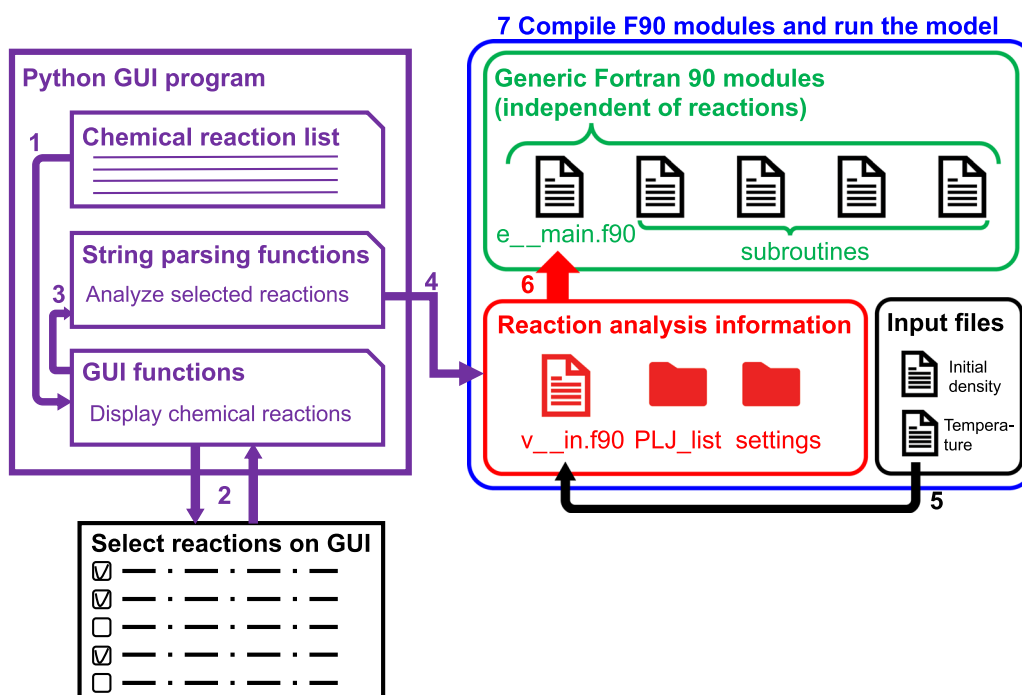 7 Compile F90 modules and run the model
Python GUI program
1
Chemical reaction list
String parsing functions
Analyze selected reactions
3
4
GUI functions
Display chemical reactions
2
Select reactions on GUI
Generic Fortran 90 modules
(independent of reactions)
e__main.f90
subroutines
6
Reaction analysis information
v__in.f90 PLJ_list settings
Input files
Initial
density
Tempera-
ture
5